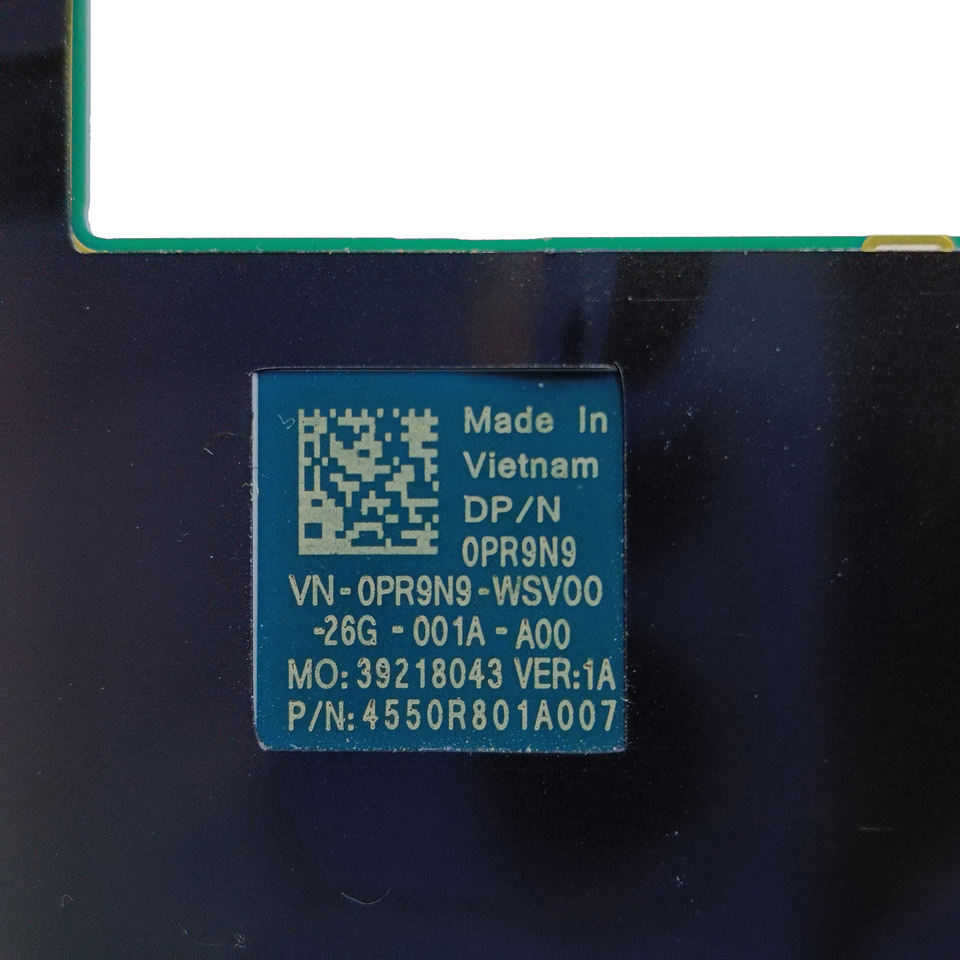 Made In
Vietnam
DP/N
0PR9N9
VN-0PR9N9-WSV00
-26G-001A-A00
MO:39218043 VER:1A
P/N:4550R801A007